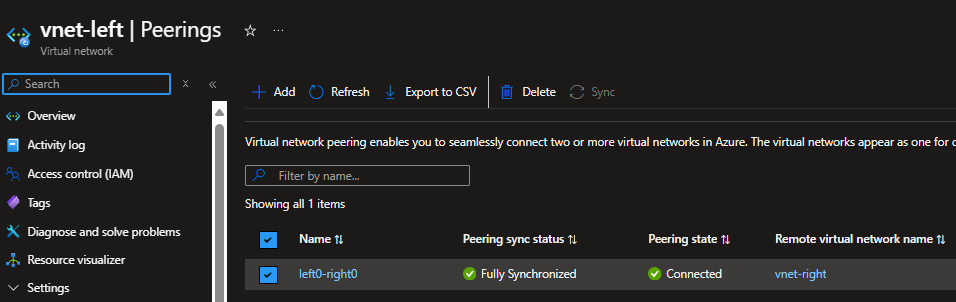 vnet-left | Peerings
Virtual network
Search
Overview
Activity log
Access control (IAM)
Tags
Diagnose and solve problems
Resource visualizer
Settings
Add Refresh Export to CSV Delete Sync
Virtual network peering enables you to seamlessly connect two or more virtual networks in Azure. The virtual networks appear as one for
Filter by name...
Showing all 1 items
Name Peering sync status Peering state Remote virtual network name
left0-right0 Fully Synchronized Connected vnet-right